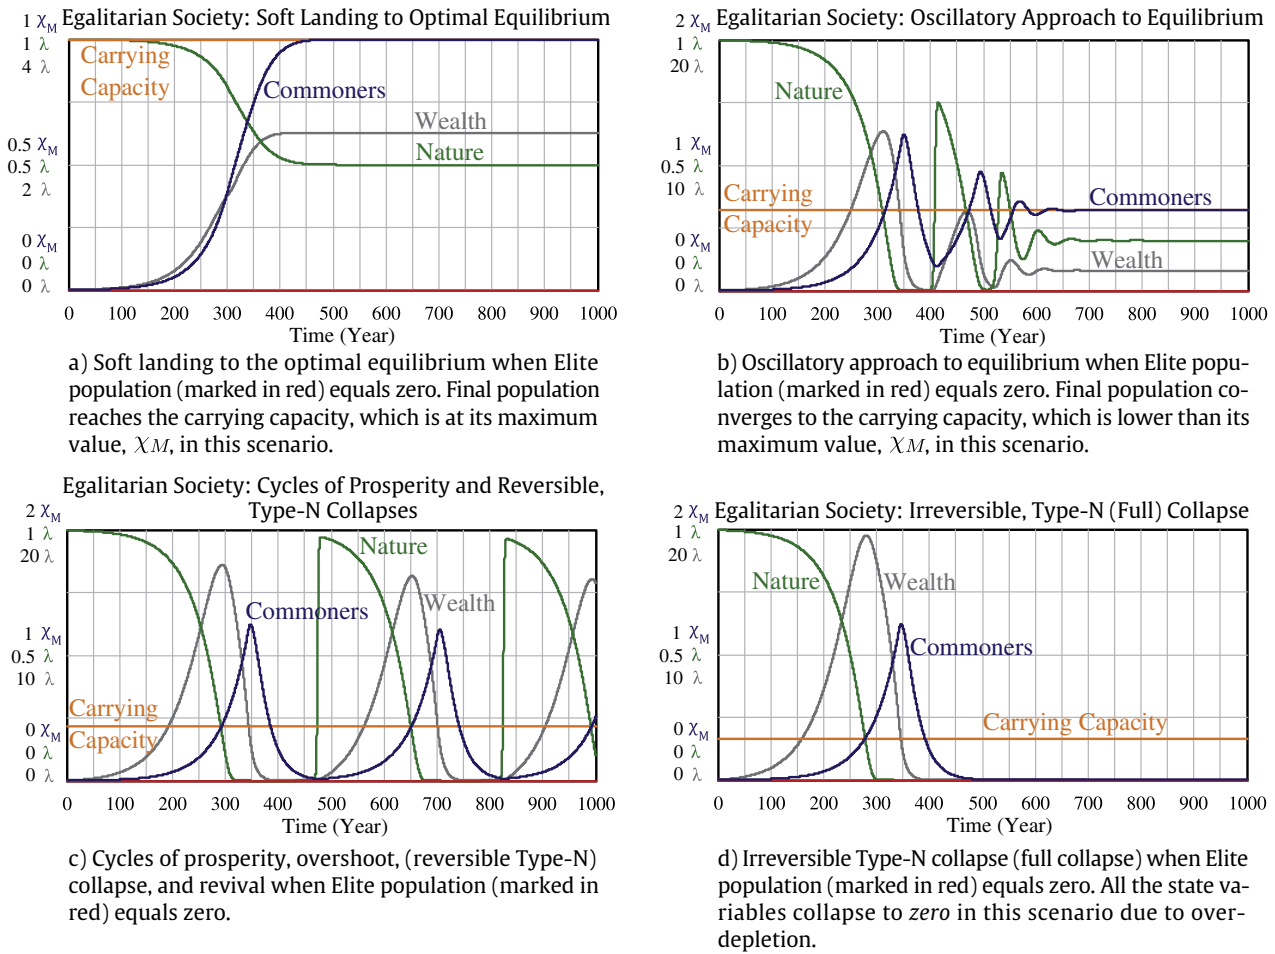 Egalitarian Society: Soft Landing to Optimal Equilibrium
1 χM
1 λ
4 λ
0.5 χM
0.5 λ
2 λ
0 χM
0 λ
0 λ
Carrying
Capacity
Commoners
Wealth
Nature
0 100 200 300 400 500 600 700 800 900 1000
Time (Year)
a) Soft landing to the optimal equilibrium when Elite
population (marked in red) equals zero. Final population
reaches the carrying capacity, which is at its maximum
value, χM, in this scenario.
Egalitarian Society: Oscillatory Approach to Equilibrium
2 χM
1 λ
20 λ
1 χM
0.5 λ
10 λ
0 χM
0 λ
0 λ
Nature
Carrying
Capacity
Commoners
Wealth
0 100 200 300 400 500 600 700 800 900 1000
Time (Year)
b) Oscillatory approach to equilibrium when Elite popu-
lation (marked in red) equals zero. Final population co-
nverges to the carrying capacity, which is lower than its
maximum value, χM, in this scenario.
Egalitarian Society: Cycles of Prosperity and Reversible,
Type-N Collapses
2 χM
1 λ
20 λ
1 χM
0.5 λ
10 λ
0 χM
0 λ
0 λ
Nature
Commoners
Wealth
Carrying
Capacity
0 100 200 300 400 500 600 700 800 900 1000
Time (Year)
c) Cycles of prosperity, overshoot, (reversible Type-N)
collapse, and revival when Elite population (marked in
red) equals zero.
Egalitarian Society: Irreversible, Type-N (Full) Collapse
2 χM
1 λ
20 λ
1 χM
0.5 λ
10 λ
0 χM
0 λ
0 λ
Nature
Wealth
Commoners
Carrying Capacity
0 100 200 300 400 500 600 700 800 900 1000
Time (Year)
d) Irreversible Type-N collapse (full collapse) when Elite
population (marked in red) equals zero. All the state va-
riables collapse to zero in this scenario due to over-
depletion.